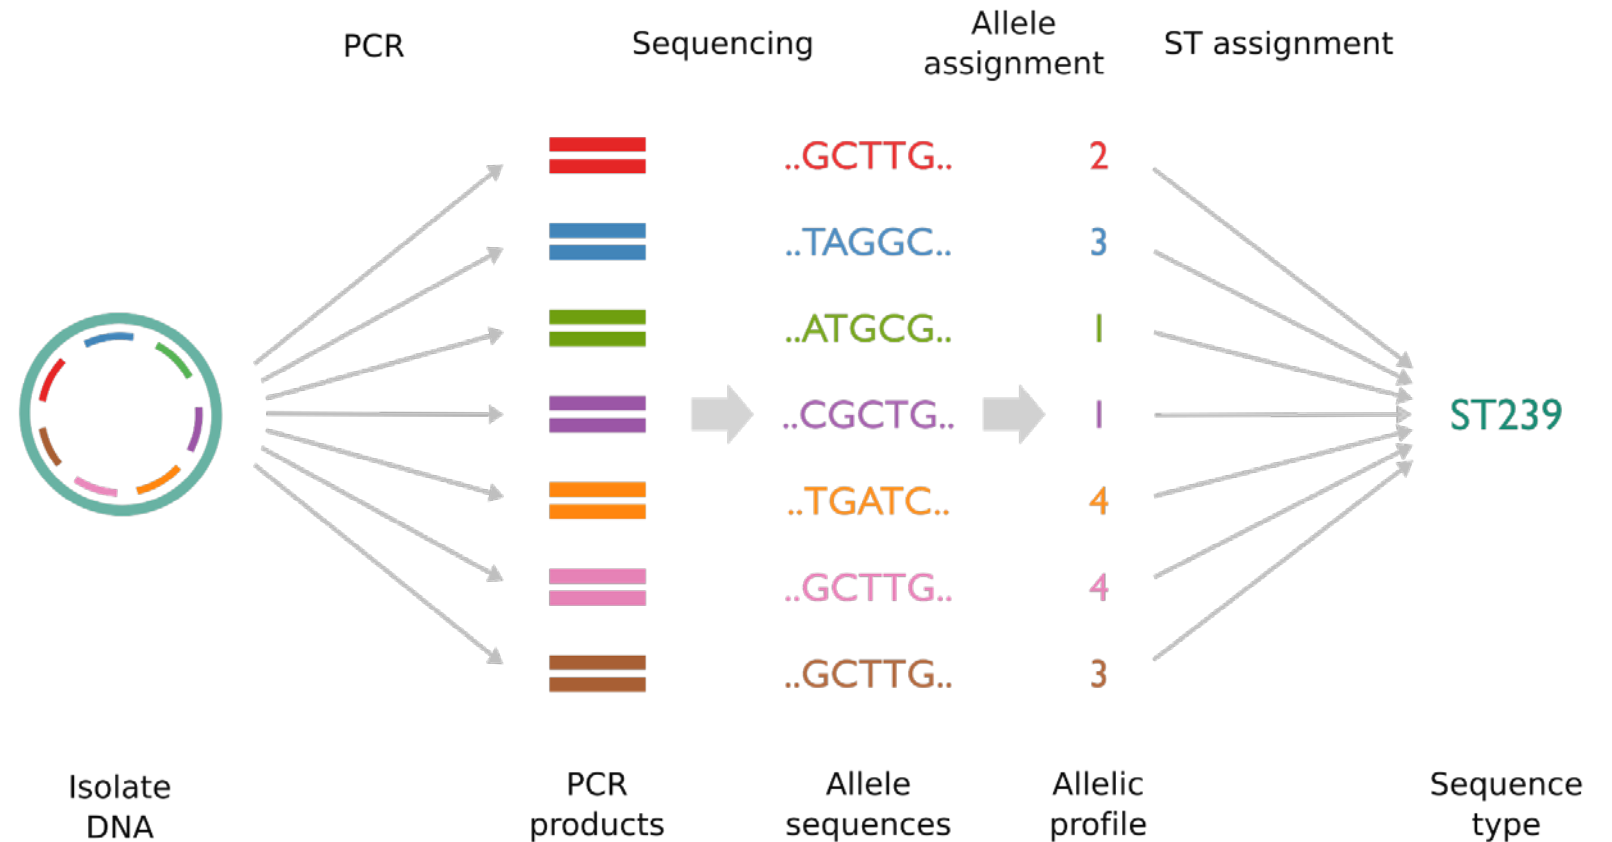 PCR
Sequencing
Allele
assignment
ST assignment
..GCTTG..
2
..TAGGC..
3
..ATGCG..
1
..CGCTG..
1
ST239
..TGATC..
4
..GCTTG..
4
..GCTTG..
3
Isolate
DNA
PCR
products
Allele
sequences
Allelic
profile
Sequence
type